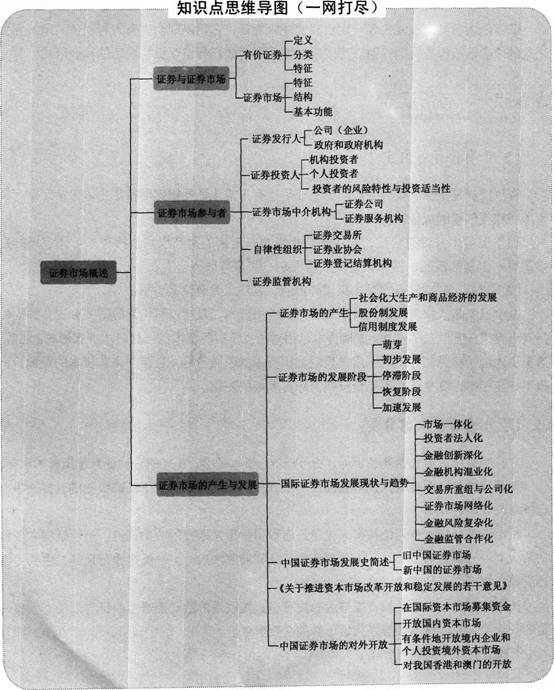 知识点思维导图（一网打尽）
证券市场概述
证券与证券市场
有价证券
定义
分类
特征
证券市场
特征
结构
基本功能
证券市场参与者
证券发行人
公司（企业）
政府和政府机构
证券投资人
机构投资者
个人投资者
投资者的风险特性与投资适当性
证券市场中介机构
证券公司
证券服务机构
自律性组织
证券交易所
证券业协会
证券登记结算机构
证券监管机构
证券市场的产生与发展
证券市场的产生
社会化大生产和商品经济的发展
股份制发展
信用制度发展
证券市场的发展阶段
萌芽
初步发展
停滞阶段
恢复阶段
加速发展
国际证券市场发展现状与趋势
市场一体化
投资者法人化
金融创新深化
金融机构混业化
交易所重组与公司化
证券市场网络化
金融风险复杂化
金融监管合作化
中国证券市场发展史简述
旧中国证券市场
新中国的证券市场
《关于推进资本市场改革开放和稳定发展的若干意见》
中国证券市场的对外开放
在国际资本市场募集资金
开放国内资本市场
有条件地开放境内企业和
个人投资境外资本市场
对我国香港和澳门的开放